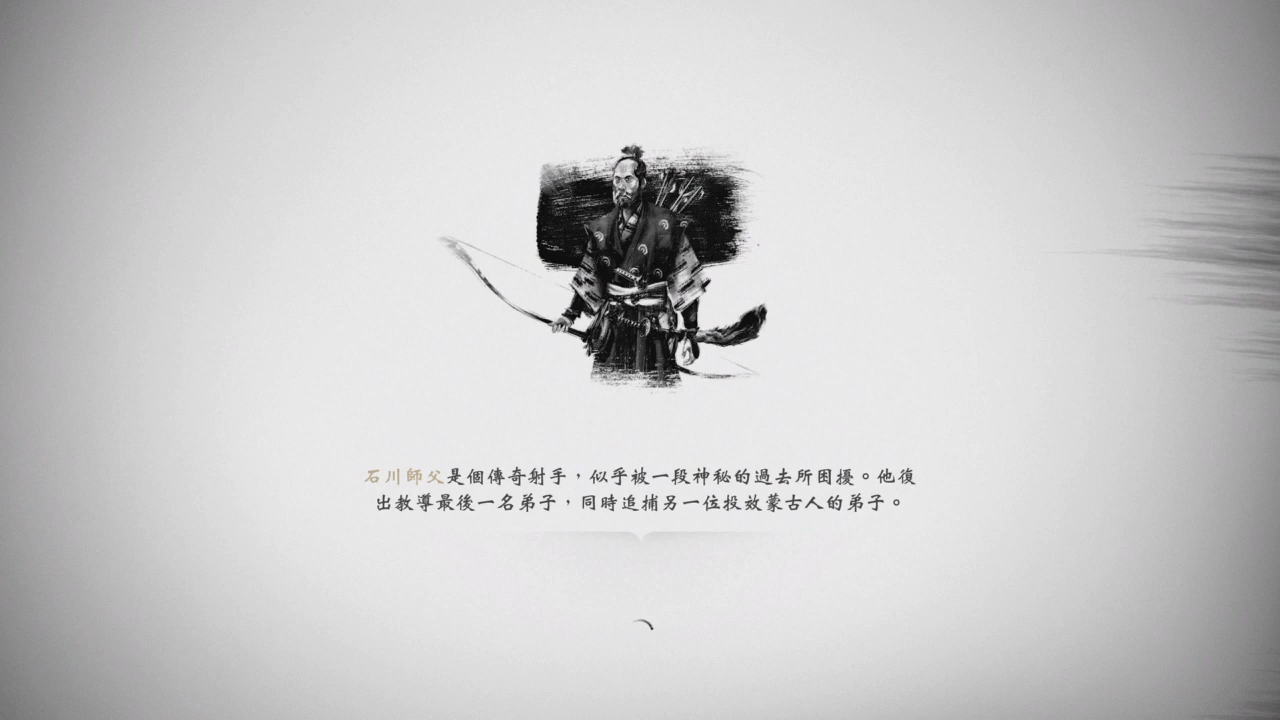 石川師父是個傳奇射手，似乎被一段神秘的過去所困擾。他復
出教導最後一名弟子，同時追捕另一位投效蒙古人的弟子。